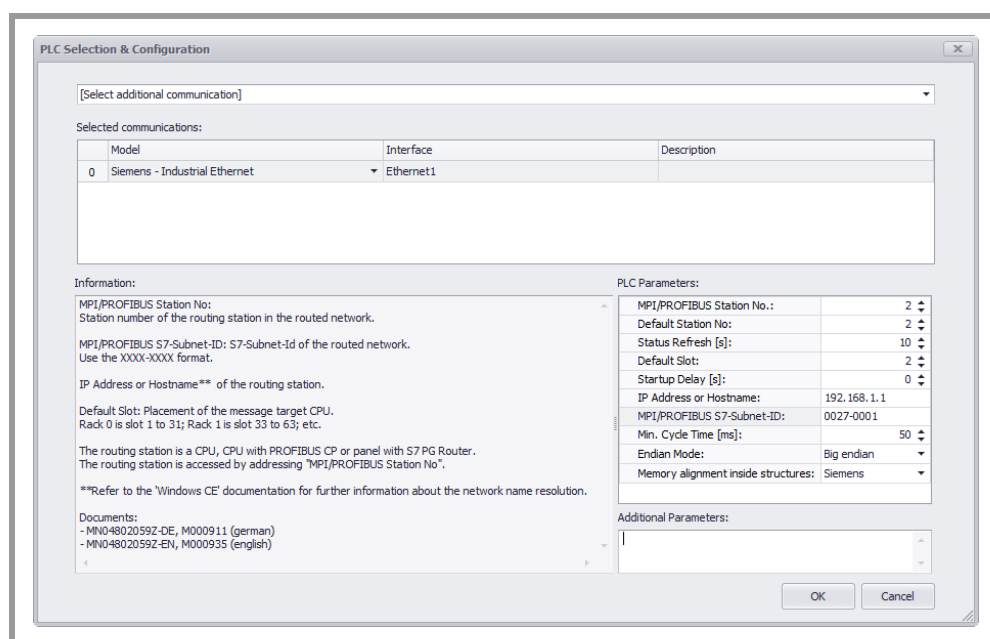 PLC Selection & Configuration
[Select additional communication]
Selected communications:
Model Interface Description
0 Siemens - Industrial Ethernet Ethernet1
Information:
MPI/PROFIBUS Station No:
Station number of the routing station in the routed network.
MPI/PROFIBUS S7-Subnet-ID: S7-Subnet-Id of the routed network.
Use the XXXX-XXXX format.
IP Address or Hostname** of the routing station.
Default Slot: Placement of the message target CPU.
Rack 0 is slot 1 to 31; Rack 1 is slot 33 to 63; etc.
The routing station is a CPU, CPU with PROFIBUS CP or panel with S7 PG Router.
The routing station is accessed by addressing "MPI/PROFIBUS Station No".
**Refer to the 'Windows CE' documentation for further information about the network name resolution.
Documents:
- MN04802059Z-DE, M000911 (german)
- MN04802059Z-EN, M000935 (english)
PLC Parameters:
MPI/PROFIBUS Station No.: 2
Default Station No: 2
Status Refresh [s]: 10
Default Slot: 2
Startup Delay [s]: 0
IP Address or Hostname: 192.168.1.1
MPI/PROFIBUS S7-Subnet-ID: 0027-0001
Min. Cycle Time [ms]: 50
Endian Mode: Big endian
Memory alignment inside structures: Siemens
Additional Parameters:
OK Cancel